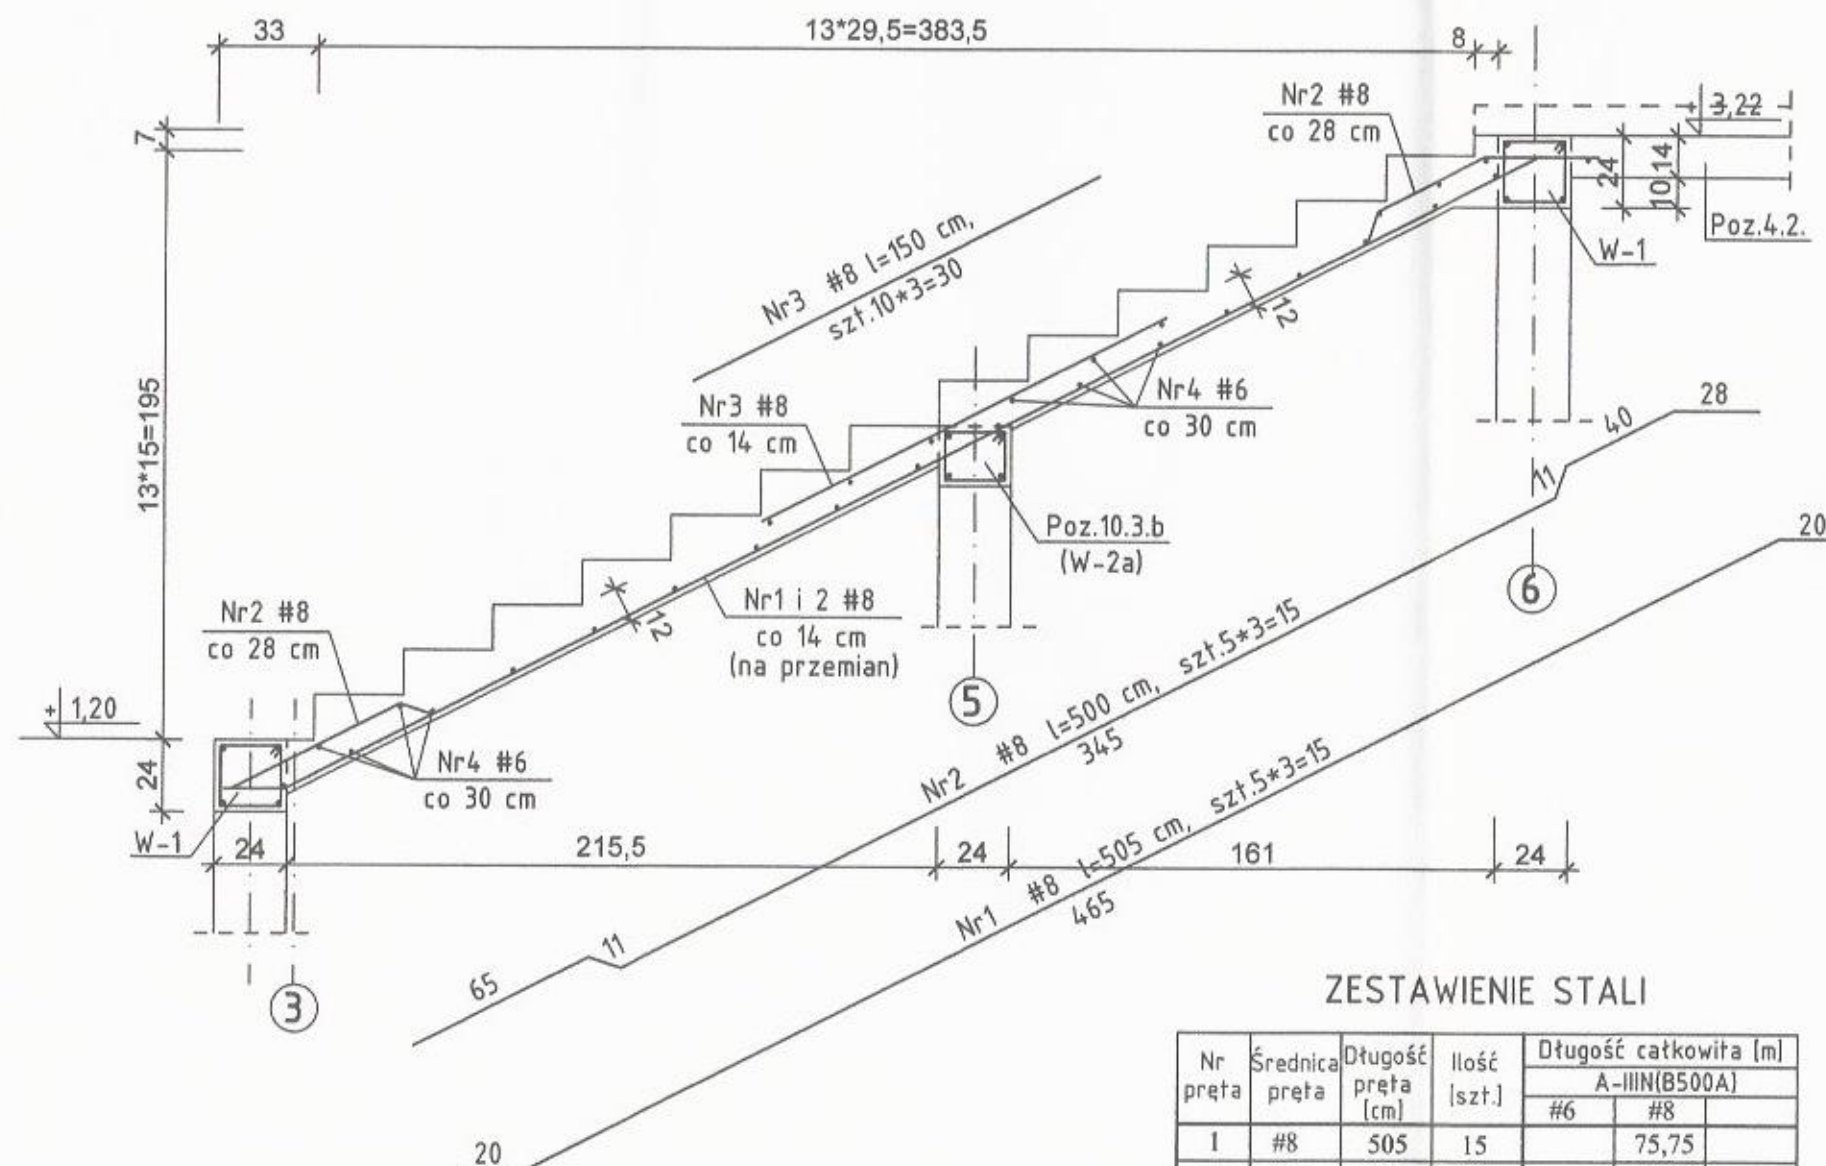 33
13*29,5=383,5
8
Nr2 #8
co 28 cm
+ 3,22
7
24
10
14
Poz.4.2.
W-1
Nr3 #8 l=150 cm,
szt.10*3=30
12
13*15=195
Nr3 #8
co 14 cm
Nr4 #6
co 30 cm
28
40
11
20
Poz.10.3.b
(W-2a)
6
Nr2 #8
co 28 cm
12
Nr1 i 2 #8
co 14 cm
(na przemian)
5
+ 1,20
24
Nr4 #6
co 30 cm
W-1
24
215,5
24
161
24
Nr2 #8 l=500 cm, szt.5*3=15
345
Nr1 #8 l=505 cm, szt.5*3=15
465
65
11
3
20
ZESTAWIENIE STALI
Nr pręta
Średnica pręta
Długość pręta [cm]
Ilość [szt.]
Długość całkowita [m]
A-IIIN(B500A)
#6 #8
1 #8 505 15 75,75